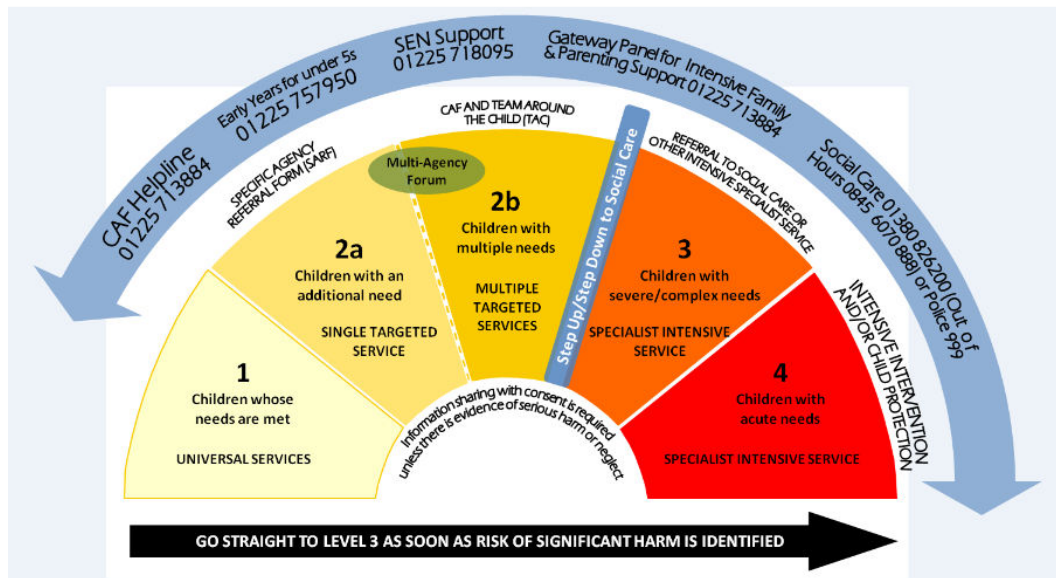 CAF Helpline
01225 713884
Early Years for under 5s
01225 757950
SEN Support
01225 718095
Gateway Panel for Intensive Family
& Parenting Support 01225 713884
Social Care 01380 826200 (Out of
Hours 0845 6070 888) or Police 999
SPECIFIC AGENCY
REFERRAL FORM (SARF)
CAF AND TEAM AROUND
THE CHILD (TAC)
REFERRAL TO SOCIAL CARE OR
OTHER INTENSIVE SPECIALIST SERVICE
INTENSIVE INTERVENTION
AND/OR CHILD PROTECTION
Multi-Agency
Forum
Step Up/Step Down to Social Care
1
Children whose
needs are met
UNIVERSAL SERVICES
2a
Children with an
additional need
SINGLE TARGETED
SERVICE
2b
Children with
multiple needs
MULTIPLE
TARGETED
SERVICES
3
Children with
severe/complex needs
SPECIALIST INTENSIVE
SERVICE
4
Children with
acute needs
SPECIALIST INTENSIVE SERVICE
Information sharing with consent is required
unless there is evidence of serious harm or neglect
GO STRAIGHT TO LEVEL 3 AS SOON AS RISK OF SIGNIFICANT HARM IS IDENTIFIED